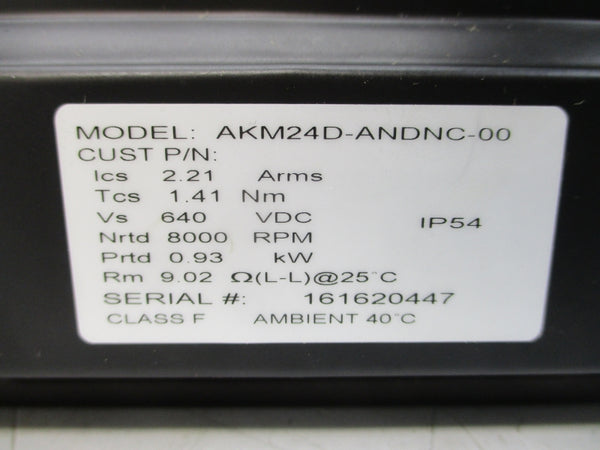 MODEL: AKM24D-ANDNC-00
CUST P/N:
Ics 2.21 Arms
Tcs 1.41 Nm
Vs 640 VDC IP54
Nrtd 8000 RPM
Prtd 0.93 kW
Rm 9.02 Ω(L-L)@25°C
SERIAL #: 161620447
CLASS F AMBIENT 40°C